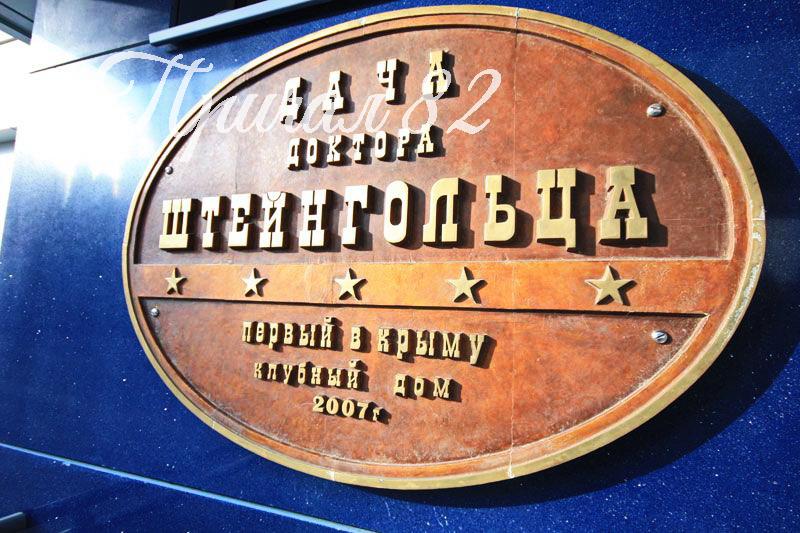 Причал 82
ДАЧА
ДОКТОРА
ШТЕЙНГОЛЬЦА
первый в крыму
клубный дом
2007г